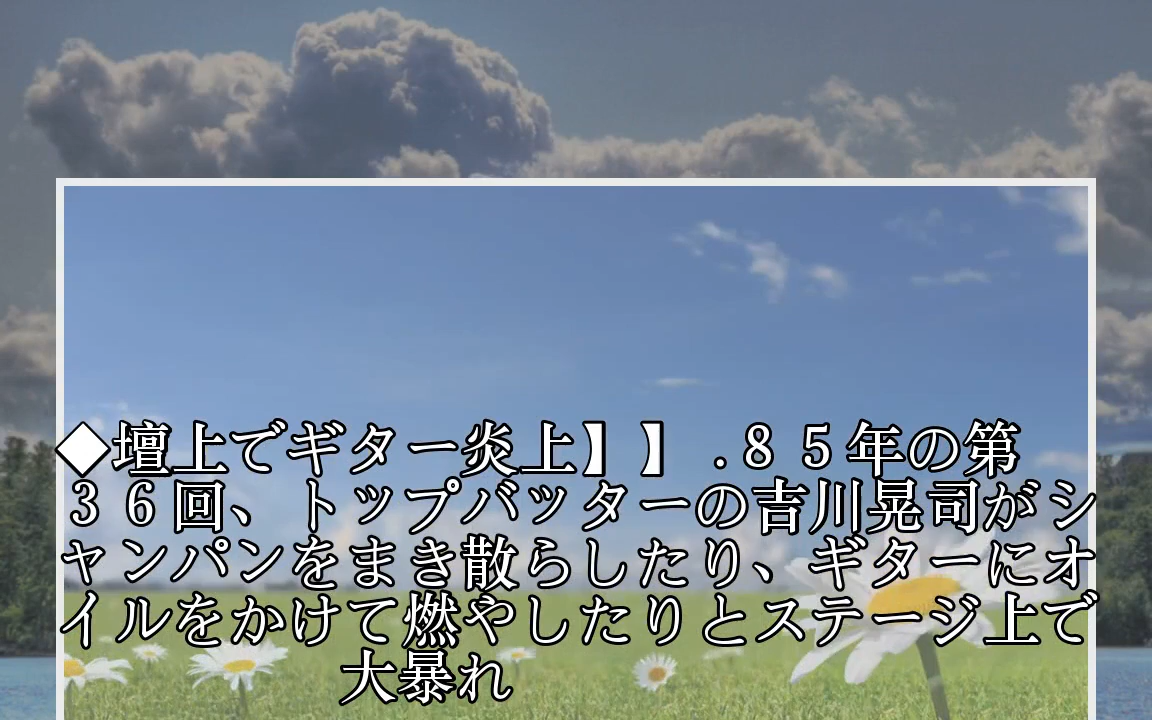 ◆壇上でギター炎上】】 .８５年の第
３６回、トップバッターの吉川晃司がシ
ャンパンをまき散らしたり、ギターにオ
イルをかけて燃やしたりとステージ上で
大暴れ